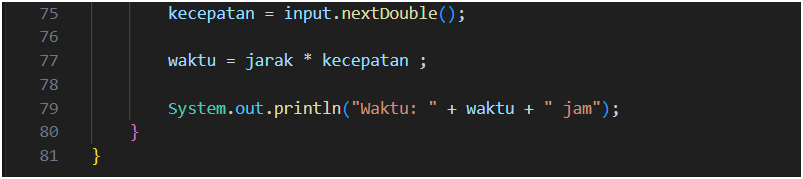 75 kecepatan = input.nextDouble();
76
77 waktu = jarak * kecepatan ;
78
79 System.out.println("Waktu: " + waktu + " jam");
80 }
81 }